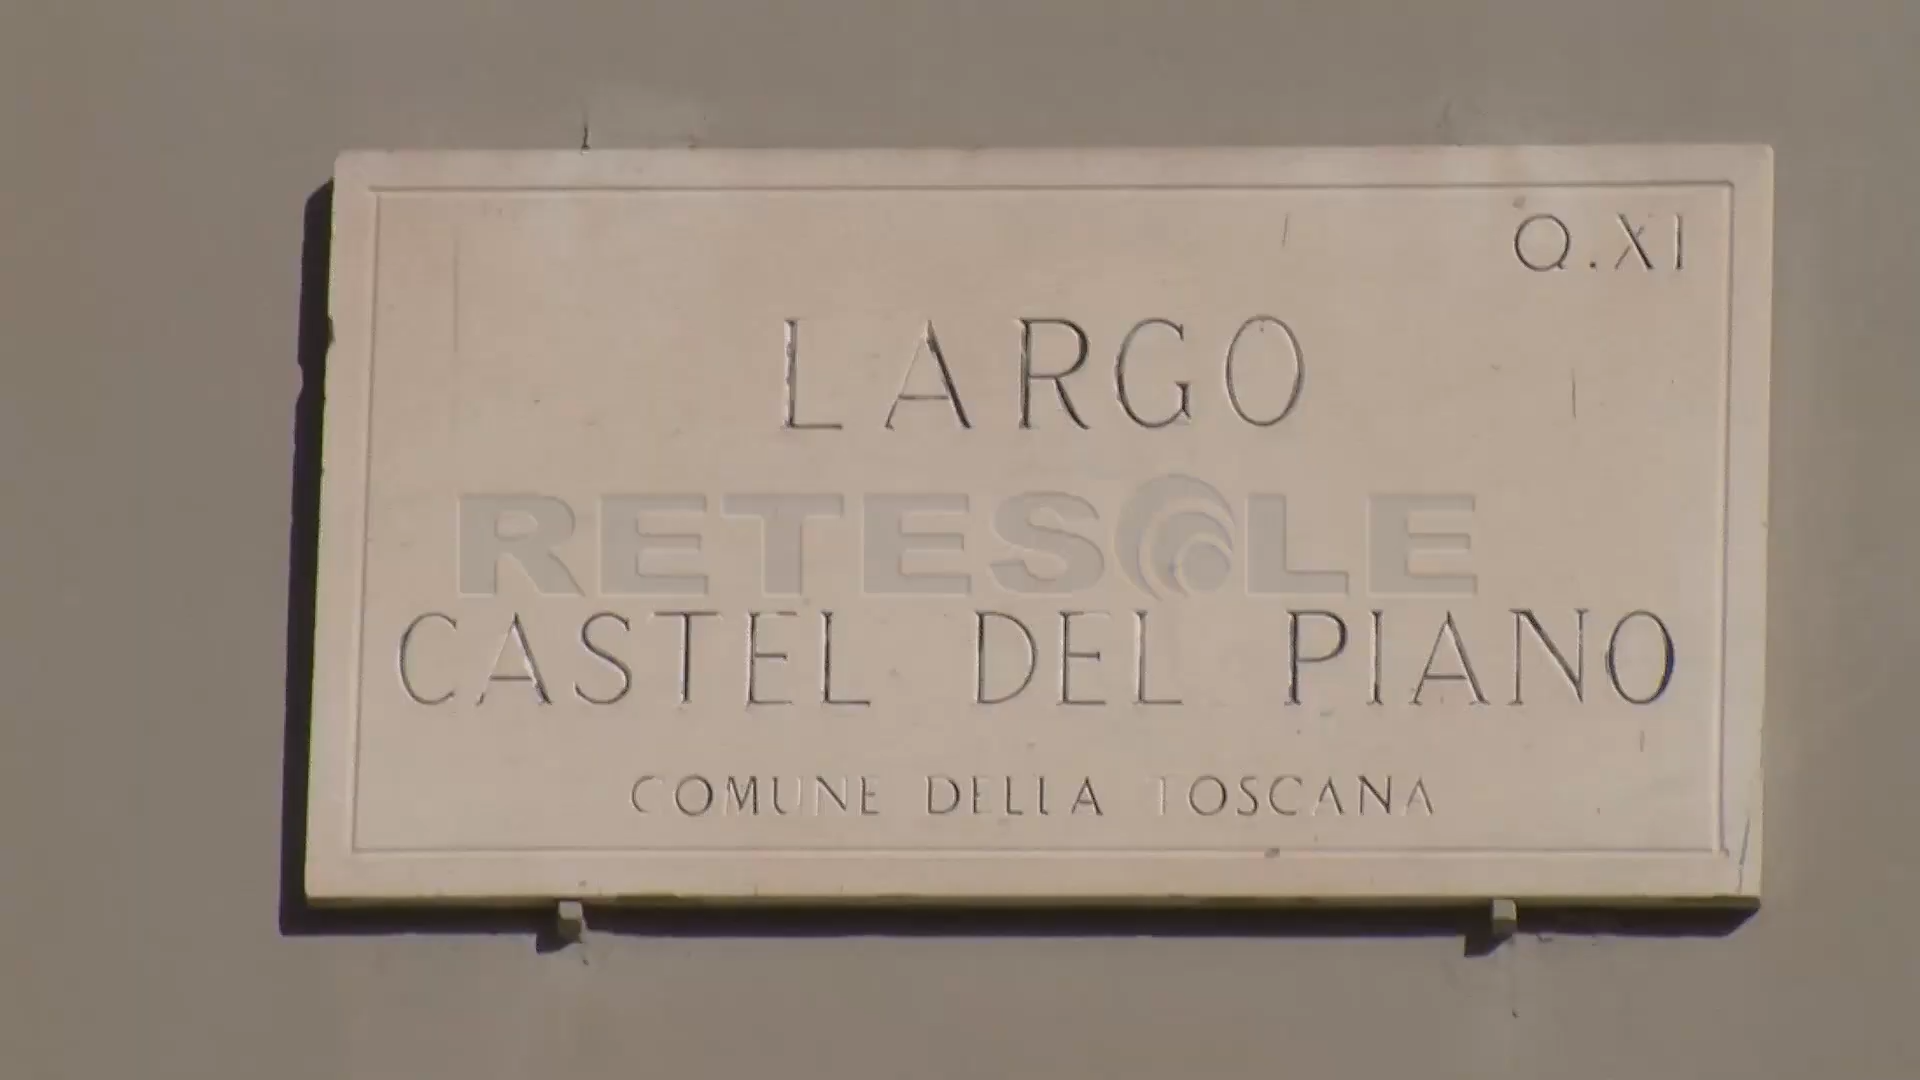 Q.XI
LARGO
RETESOLE
CASTEL DEL PIANO
COMUNE DELLA TOSCANA